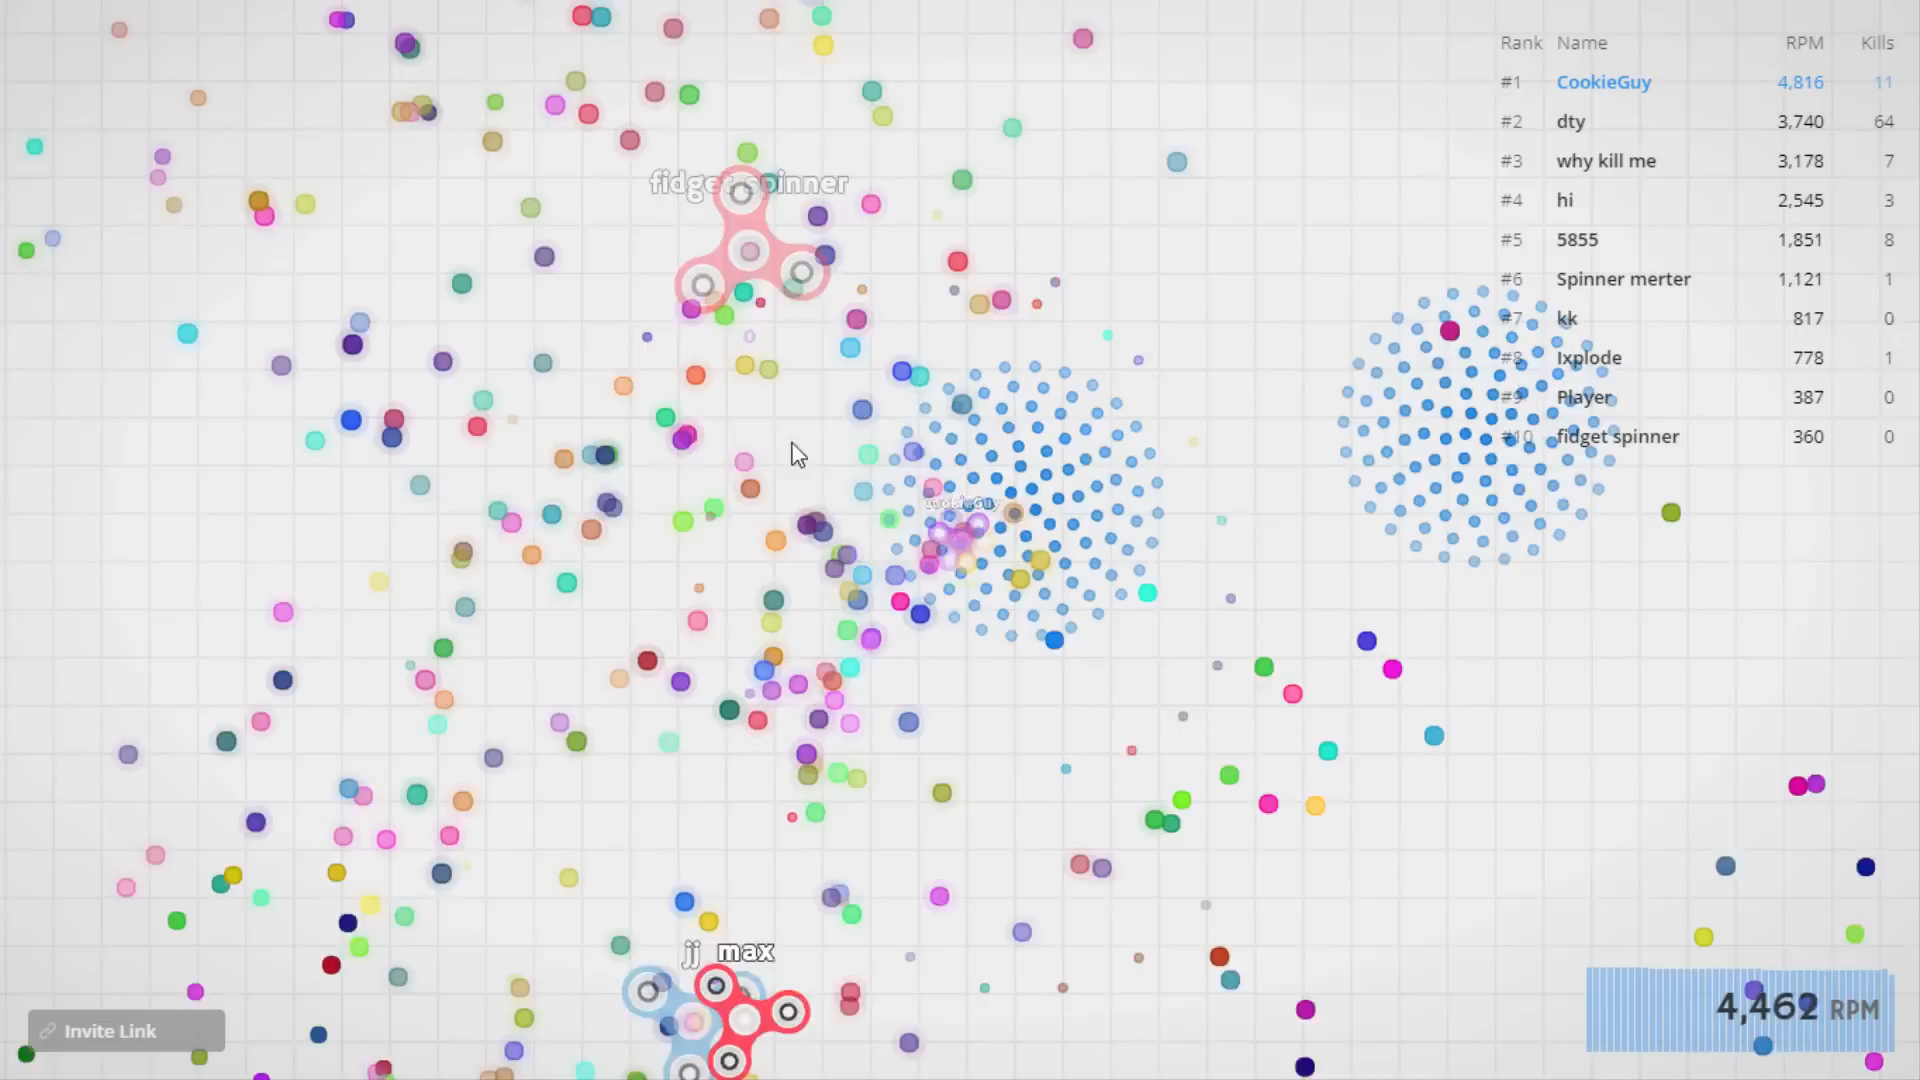 Rank Name RPM Kills
#1 CookieGuy 4,816 11
#2 dty 3,740 64
#3 why kill me 3,178 7
#4 hi 2,545 3
#5 5855 1,851 8
#6 Spinner merter 1,121 1
#7 kk 817 0
#8 Ixplode 778 1
#9 Player 387 0
#10 fidget spinner 360 0
fidget spinner
CookieGuy
jj max
Invite Link
4,462 RPM